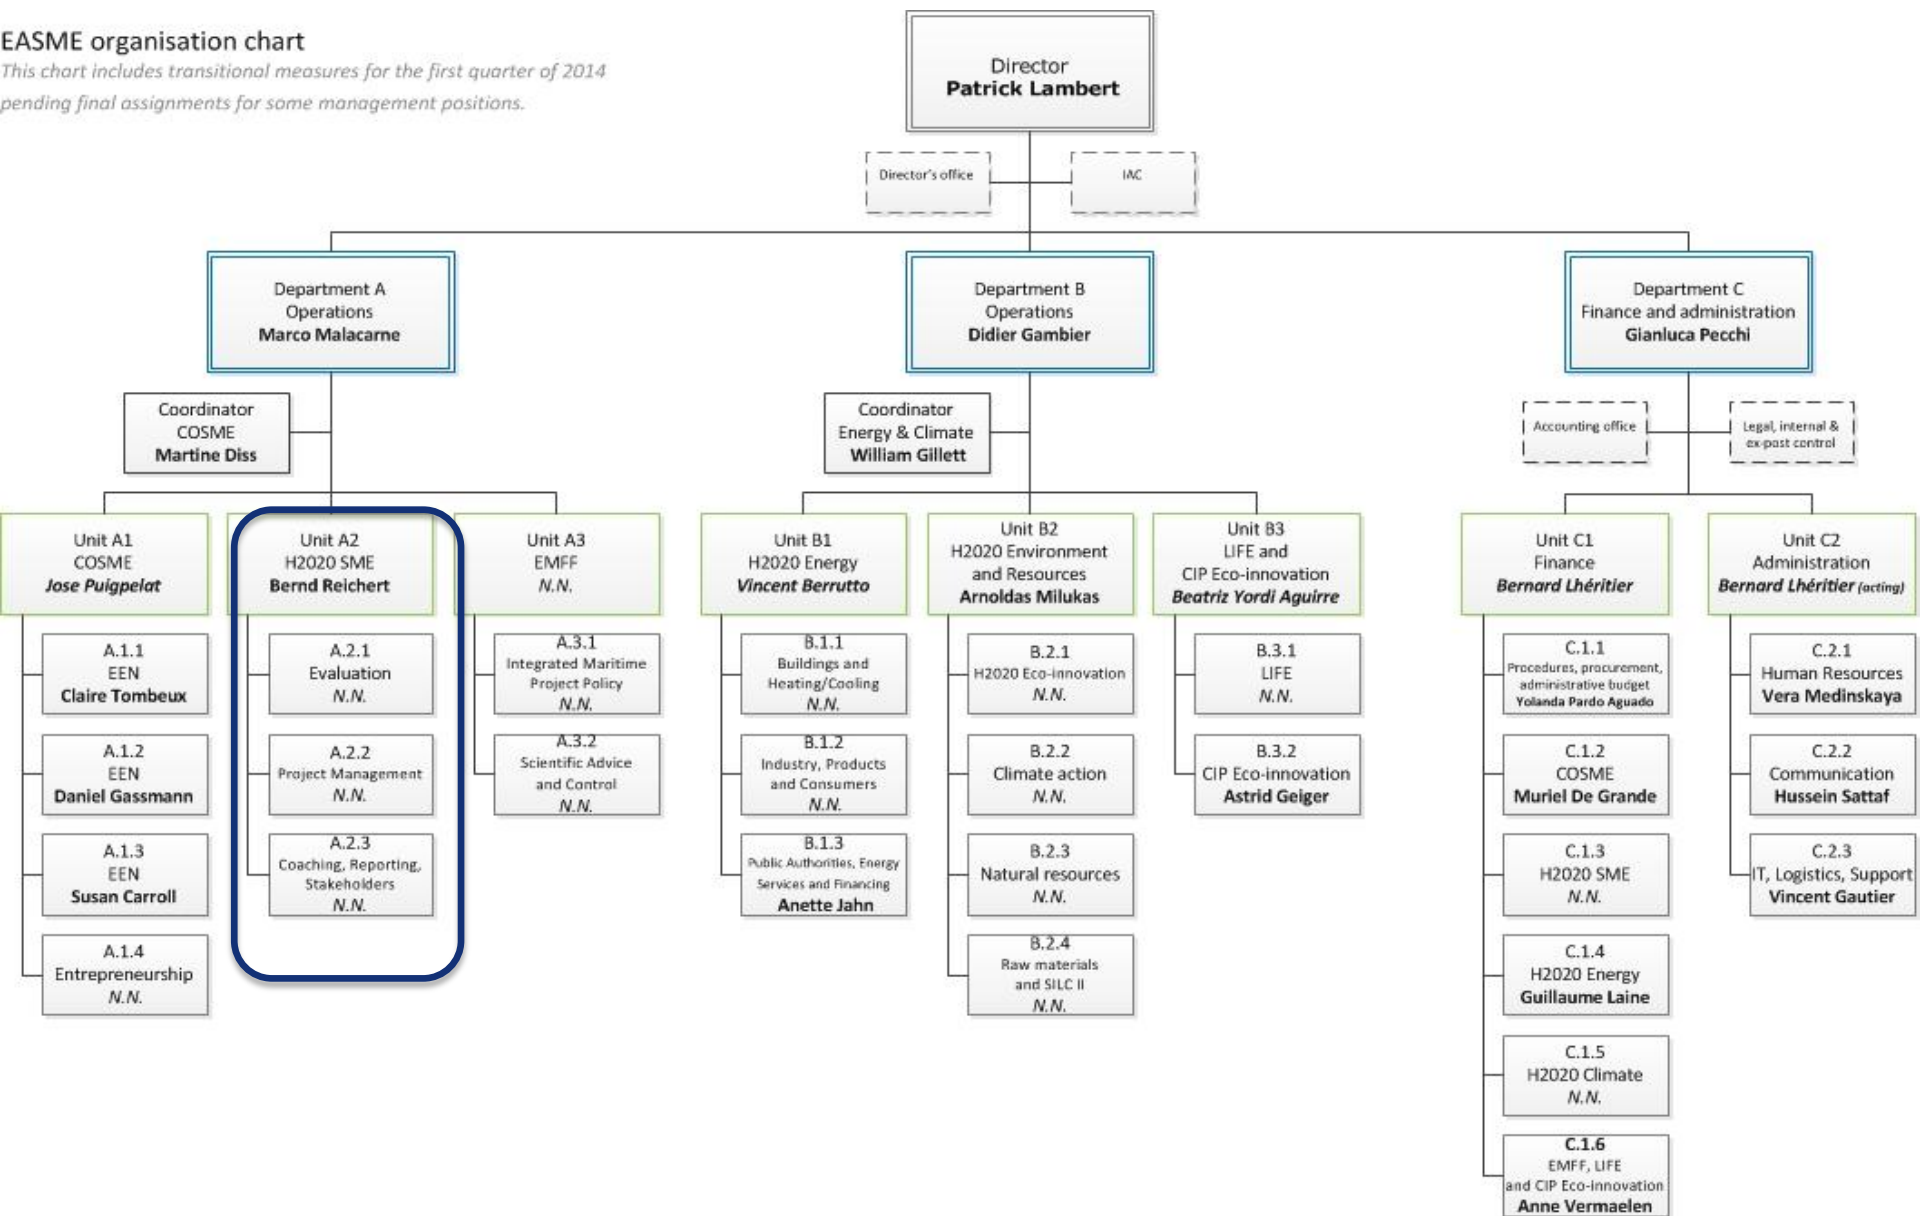 EASME organisation chart
This chart includes transitional measures for the first quarter of 2014
pending final assignments for some management positions.
Director
Patrick Lambert
Director's office
IAC
Department A
Operations
Marco Malacarne
Department B
Operations
Didier Gambier
Department C
Finance and administration
Gianluca Pecchi
Coordinator
COSME
Martine Diss
Coordinator
Energy & Climate
William Gillett
Accounting office
Legal, internal &
ex-post control
Unit A1
COSME
Jose Puigpelat
Unit A2
H2020 SME
Bernd Reichert
Unit A3
EMFF
N.N.
Unit B1
H2020 Energy
Vincent Berrutto
Unit B2
H2020 Environment
and Resources
Arnoldas Milukas
Unit B3
LIFE and
CIP Eco-innovation
Beatriz Yordi Aguirre
Unit C1
Finance
Bernard Lhéritier
Unit C2
Administration
Bernard Lhéritier (acting)
A.1.1
EEN
Claire Tombeux
A.1.2
EEN
Daniel Gassmann
A.1.3
EEN
Susan Carroll
A.1.4
Entrepreneurship
N.N.
A.2.1
Evaluation
N.N.
A.2.2
Project Management
N.N.
A.2.3
Coaching, Reporting,
Stakeholders
N.N.
A.3.1
Integrated Maritime
Project Policy
N.N.
A.3.2
Scientific Advice
and Control
N.N.
B.1.1
Buildings and
Heating/Cooling
N.N.
B.1.2
Industry, Products
and Consumers
N.N.
B.1.3
Public Authorities, Energy
Services and Financing
Anette Jahn
B.2.1
H2020 Eco-innovation
N.N.
B.2.2
Climate action
N.N.
B.2.3
Natural resources
N.N.
B.2.4
Raw materials
and SILC II
N.N.
B.3.1
LIFE
N.N.
B.3.2
CIP Eco-innovation
Astrid Geiger
C.1.1
Procedures, procurement,
administrative budget
Yolanda Pardo Aguado
C.1.2
COSME
Muriel De Grande
C.1.3
H2020 SME
N.N.
C.1.4
H2020 Energy
Guillaume Laine
C.1.5
H2020 Climate
N.N.
C.1.6
EMFF, LIFE
and CIP Eco-innovation
Anne Vermaelen
C.2.1
Human Resources
Vera Medinskaya
C.2.2
Communication
Hussein Sattaf
C.2.3
IT, Logistics, Support
Vincent Gautier